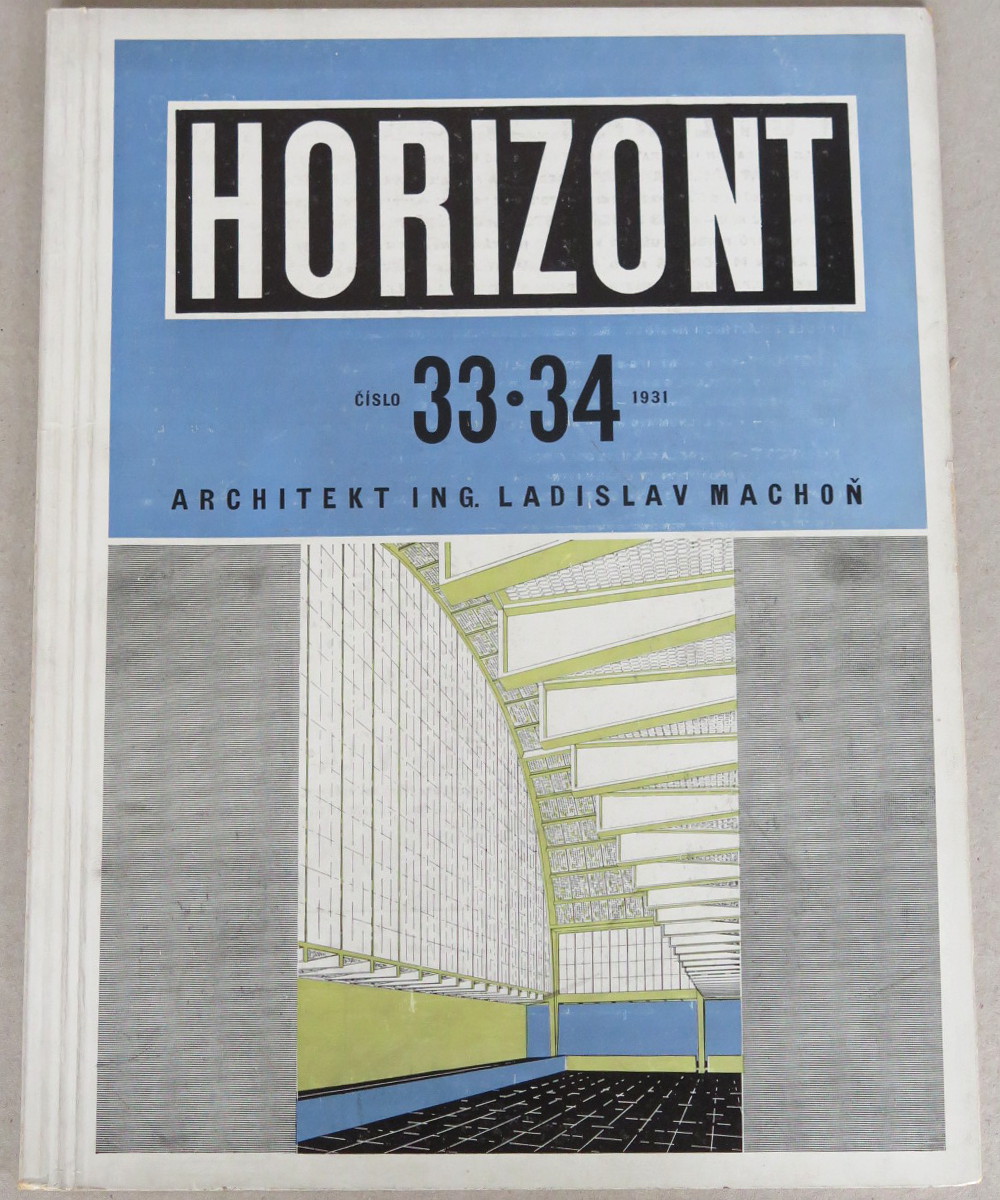 HORIZONT
ČÍSLO 33·34 1931
ARCHITEKT ING. LADISLAV MACHOŇ